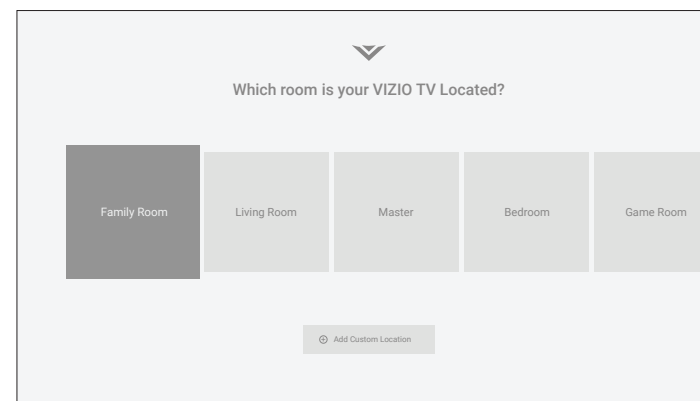 Which room is your VIZIO TV Located?
Family Room
Living Room
Master
Bedroom
Game Room
Add Custom Location